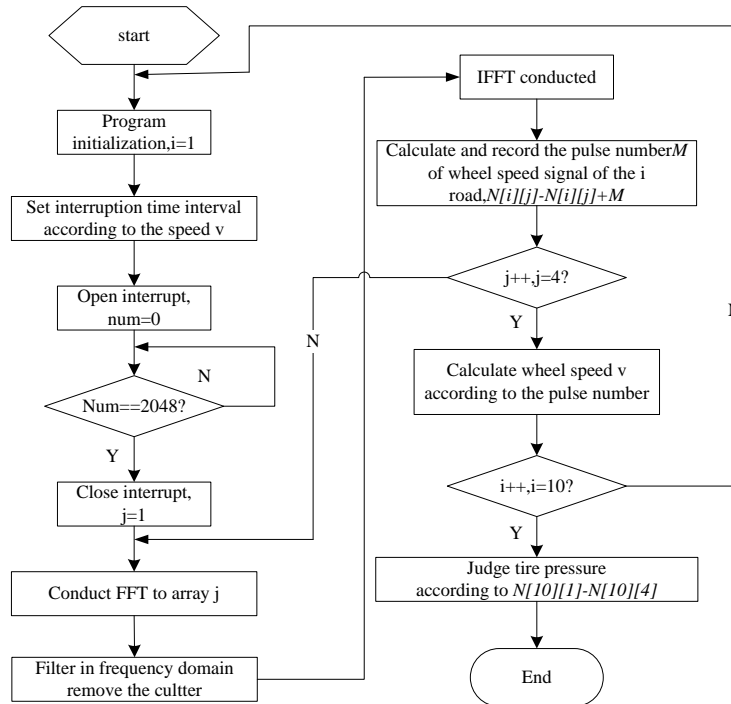 start
Program
initialization,i=1
Set interruption time interval
according to the speed v
Open interrupt,
num=0
N
Num==2048?
Y
Close interrupt,
j=1
Conduct FFT to array j
Filter in frequency domain
remove the cultter
IFFT conducted
Calculate and record the pulse numberM
of wheel speed signal of the i
road,N[i][j]-N[i][j]+M
j++,j=4?
N
Y
Calculate wheel speed v
according to the pulse number
i++,i=10?
Y
Judge tire pressure
according to N[10][1]-N[10][4]
End